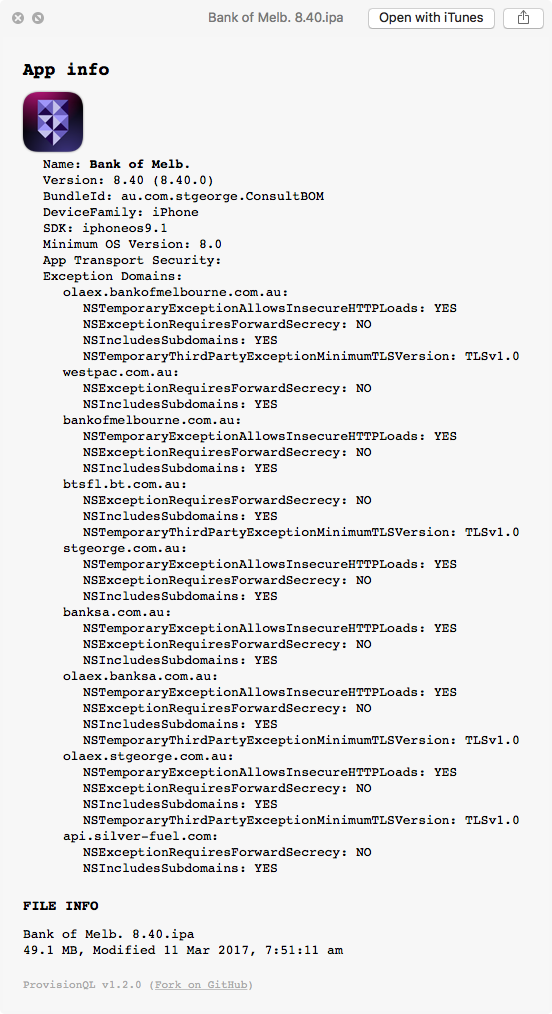 Bank of Melb. 8.40.ipa
Open with iTunes
App info
Name: Bank of Melb.
Version: 8.40 (8.40.0)
BundleId: au.com.stgeorge.ConsultBOM
DeviceFamily: iPhone
SDK: iphoneos9.1
Minimum OS Version: 8.0
App Transport Security:
Exception Domains:
olaex.bankofmelbourne.com.au:
NSTemporaryExceptionAllowsInsecureHTTPLoads: YES
NSExceptionRequiresForwardSecrecy: NO
NSIncludesSubdomains: YES
NSTemporaryThirdPartyExceptionMinimumTLSVersion: TLSv1.0
westpac.com.au:
NSExceptionRequiresForwardSecrecy: NO
NSIncludesSubdomains: YES
bankofmelbourne.com.au:
NSTemporaryExceptionAllowsInsecureHTTPLoads: YES
NSExceptionRequiresForwardSecrecy: NO
NSIncludesSubdomains: YES
btsfl.bt.com.au:
NSExceptionRequiresForwardSecrecy: NO
NSIncludesSubdomains: YES
NSTemporaryThirdPartyExceptionMinimumTLSVersion: TLSv1.0
stgeorge.com.au:
NSTemporaryExceptionAllowsInsecureHTTPLoads: YES
NSExceptionRequiresForwardSecrecy: NO
NSIncludesSubdomains: YES
banksa.com.au:
NSTemporaryExceptionAllowsInsecureHTTPLoads: YES
NSExceptionRequiresForwardSecrecy: NO
NSIncludesSubdomains: YES
olaex.banksa.com.au:
NSTemporaryExceptionAllowsInsecureHTTPLoads: YES
NSExceptionRequiresForwardSecrecy: NO
NSIncludesSubdomains: YES
NSTemporaryThirdPartyExceptionMinimumTLSVersion: TLSv1.0
olaex.stgeorge.com.au:
NSTemporaryExceptionAllowsInsecureHTTPLoads: YES
NSExceptionRequiresForwardSecrecy: NO
NSIncludesSubdomains: YES
NSTemporaryThirdPartyExceptionMinimumTLSVersion: TLSv1.0
api.silver-fuel.com:
NSExceptionRequiresForwardSecrecy: NO
NSIncludesSubdomains: YES
FILE INFO
Bank of Melb. 8.40.ipa
49.1 MB, Modified 11 Mar 2017, 7:51:11 am
ProvisionQL v1.2.0 (Fork on GitHub)